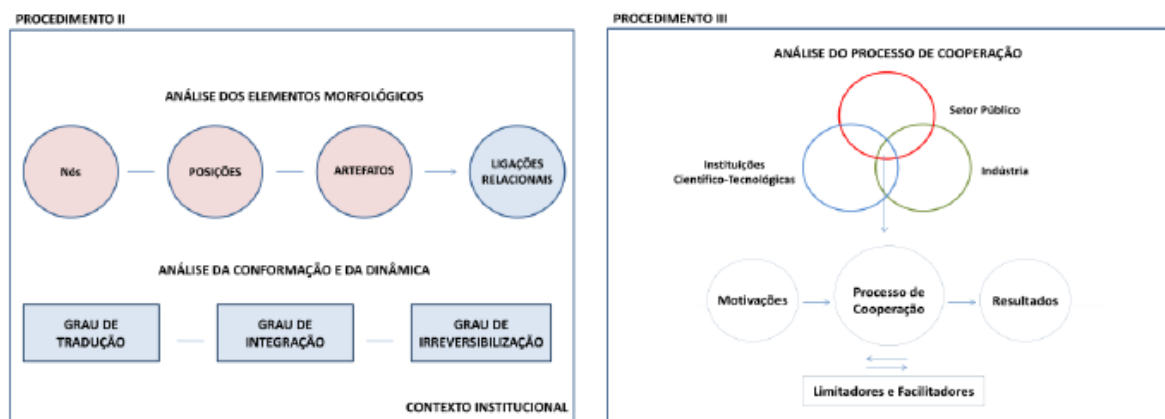 PROCEDIMENTO II
ANÁLISE DOS ELEMENTOS MORFOLÓGICOS
Nós
POSIÇÕES
ARTEFATOS
LIGAÇÕES
RELACIONAIS
ANÁLISE DA CONFORMAÇÃO E DA DINÂMICA
GRAU DE
TRADUÇÃO
GRAU DE
INTEGRAÇÃO
GRAU DE
IRREVERSIBILIZAÇÃO
CONTEXTO INSTITUCIONAL
PROCEDIMENTO III
ANÁLISE DO PROCESSO DE COOPERAÇÃO
Setor Público
Instituições
Científico-Tecnológicas
Indústria
Motivações
Processo de
Cooperação
Resultados
Limitadores e Facilitadores